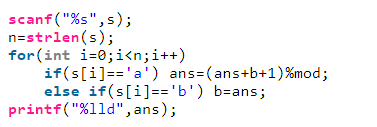 scanf("%s",s);
n=strlen(s);
for(int i=0;i<n;i++)
    if(s[i]=='a') ans=(ans+b+1)%mod;
    else if(s[i]=='b') b=ans;
printf("%lld",ans);